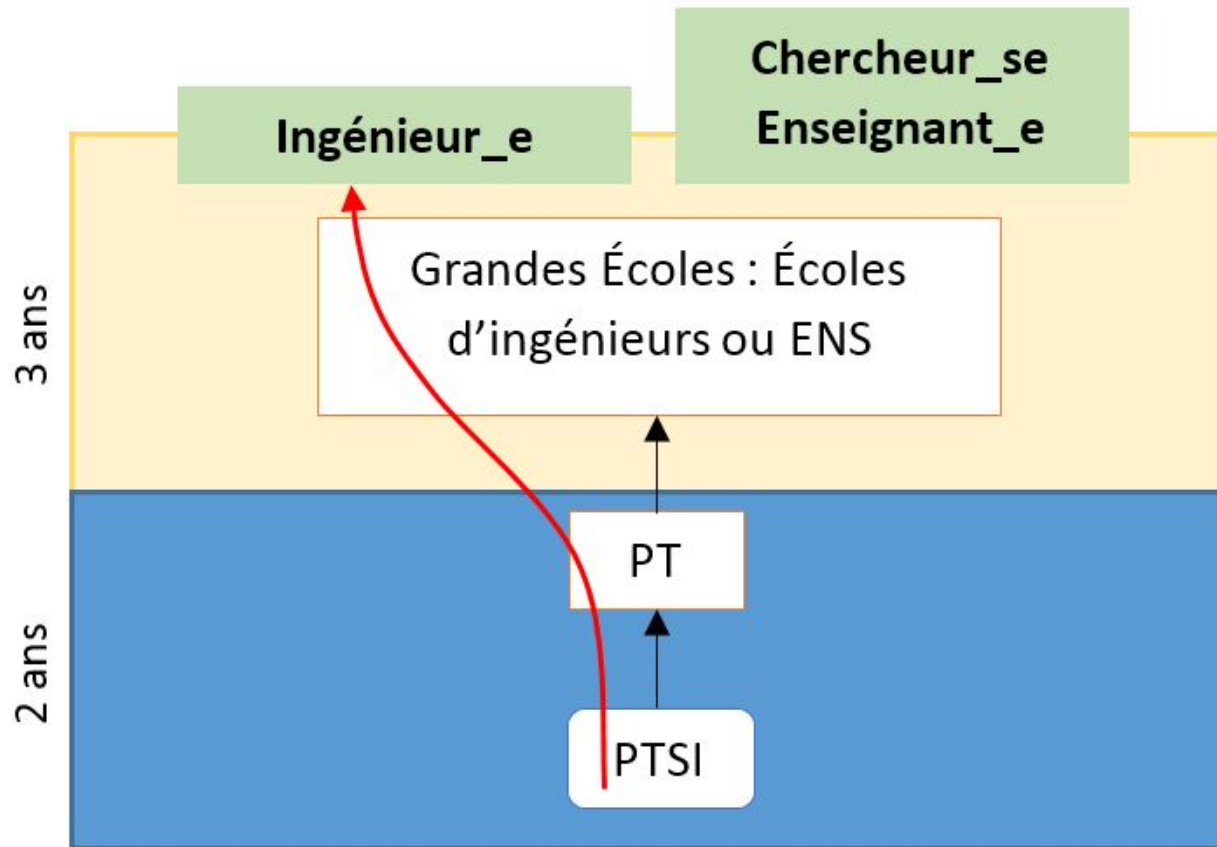 Chercheur_se
Enseignant_e
Ingénieur_e
Grandes Écoles : Écoles
d’ingénieurs ou ENS
3 ans
PT
2 ans
PTSI